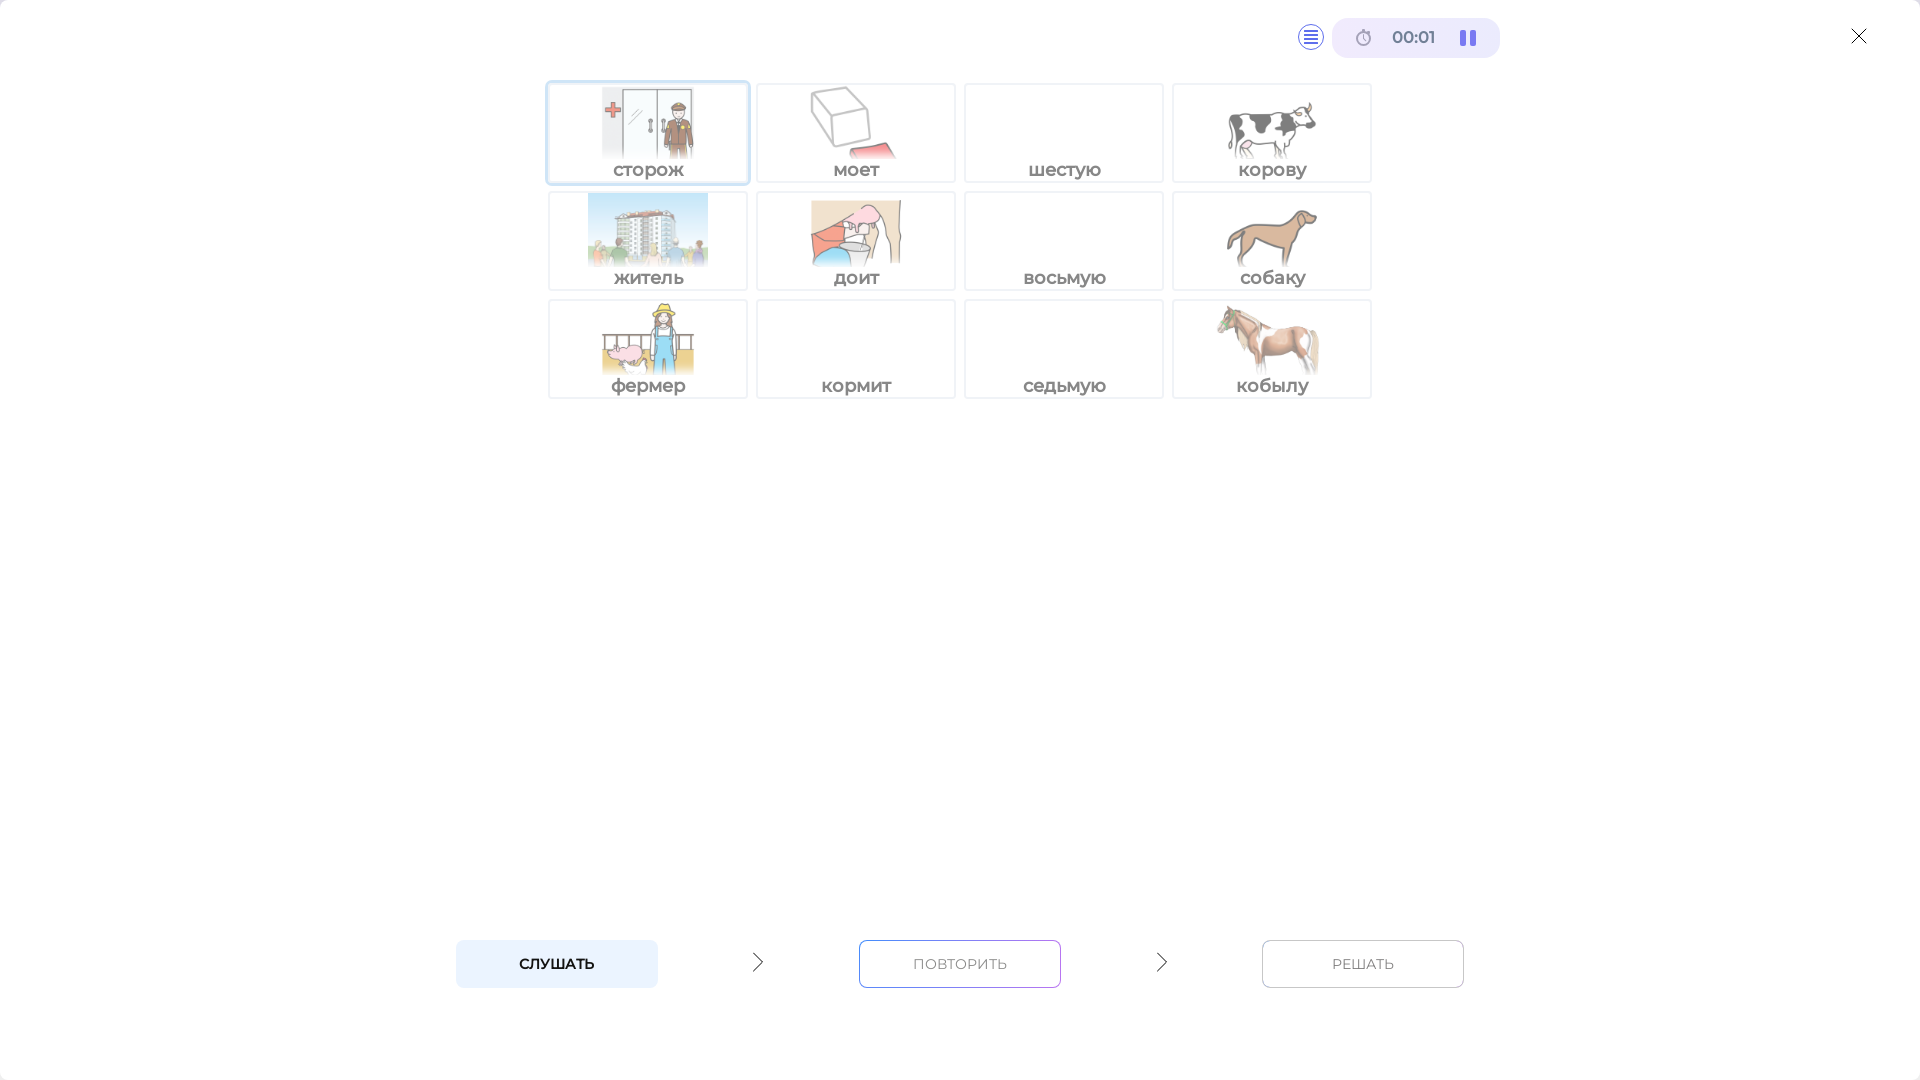 00:01
сторож
моет
шестую
корову
житель
доит
восьмую
собаку
фермер
кормит
седьмую
кобылу
СЛУШАТЬ
ПОВТОРИТЬ
РЕШАТЬ